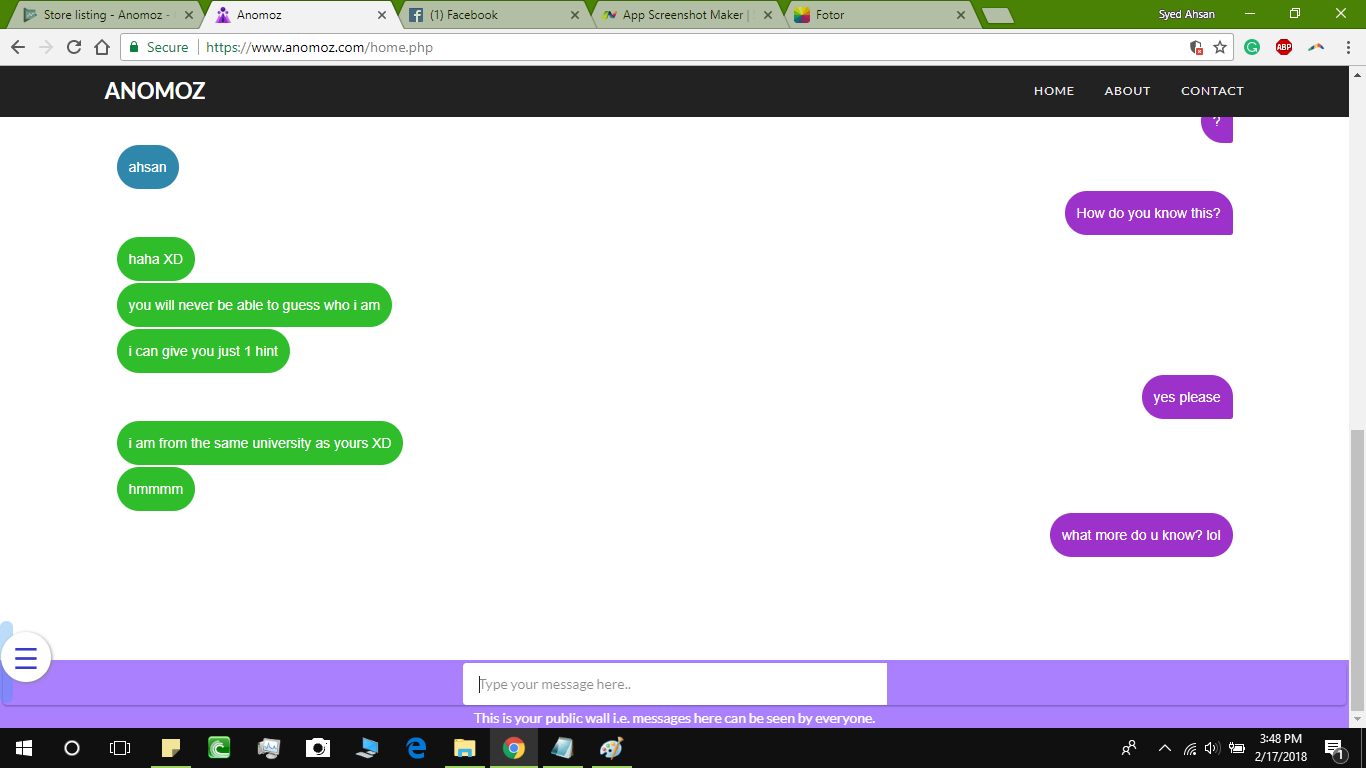 Store listing - Anomoz -
Anomoz
(1) Facebook
App Screenshot Maker |
Fotor
Syed Ahsan
Secure
https://www.anomoz.com/home.php
ABP
ANOMOZ
HOME
ABOUT
CONTACT
?
ahsan
How do you know this?
haha XD
you will never be able to guess who i am
i can give you just 1 hint
yes please
i am from the same university as yours XD
hmmmm
what more do u know? lol
Type your message here..
This is your public wall i.e. messages here can be seen by everyone.
3:48 PM
2/17/2018
1